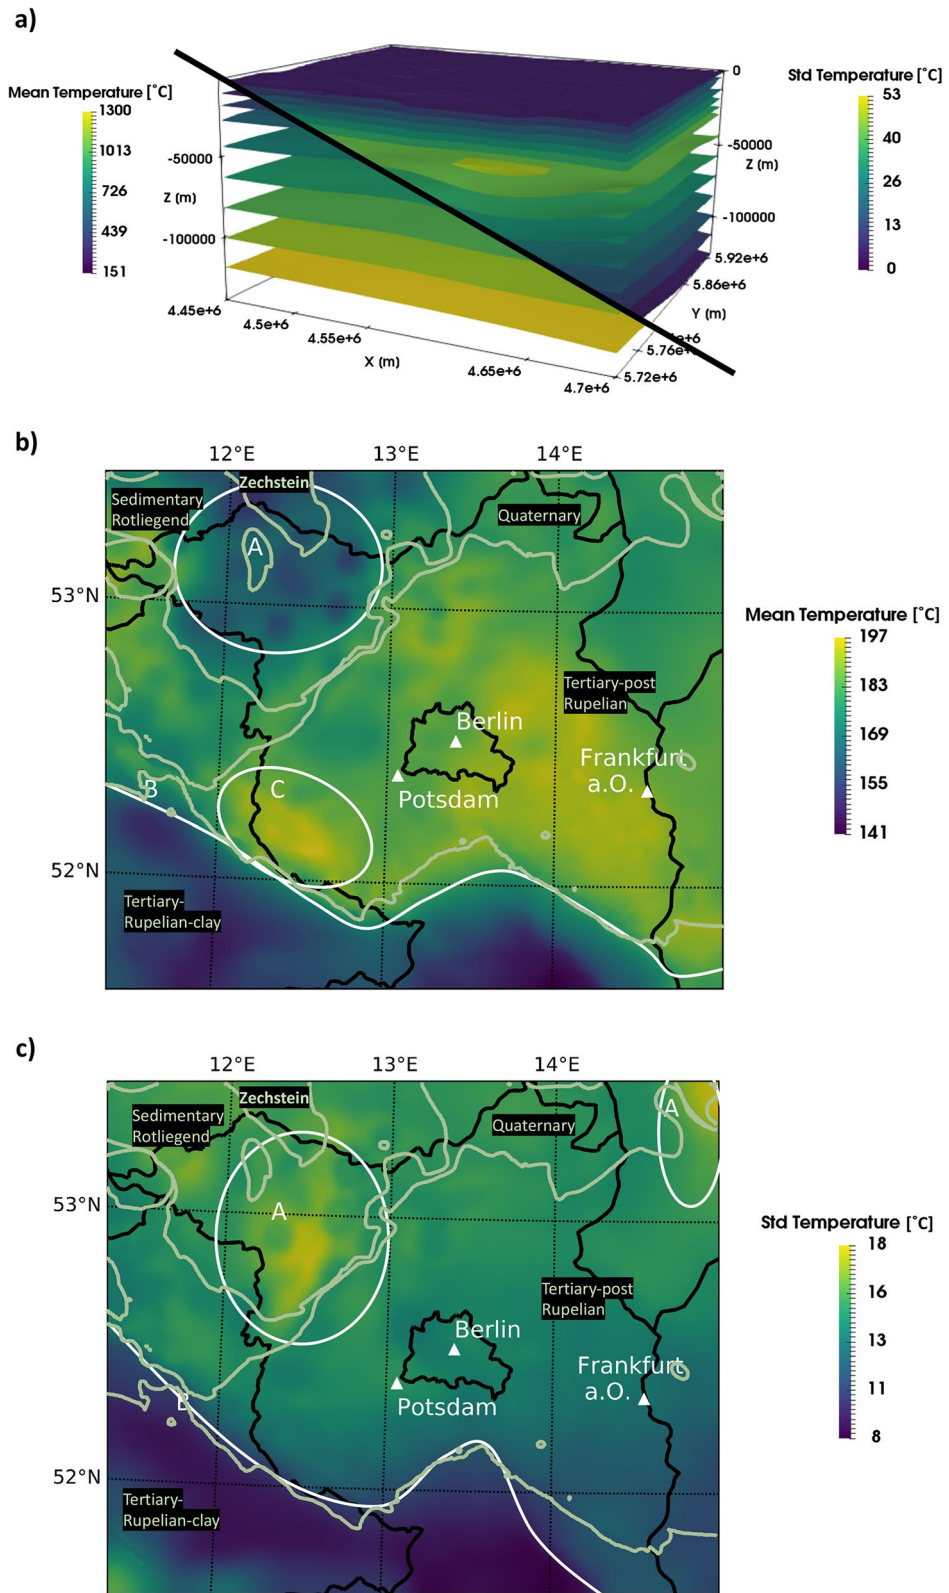 a)
Mean Temperature [°C]
1300
1013
726
439
151
-50000
Z (m)
-100000
4.45e+6
4.5e+6
4.55e+6
X (m)
4.65e+6
4.7e+6
0
-50000
Z (m)
-100000
5.92e+6
5.86e+6
Y (m)
5.76e+6
5.72e+6
Std Temperature [°C]
53
40
26
13
0
b)
12°E 13°E 14°E
Zechstein
Sedimentary
Rotliegend
Quaternary
A
53°N
Tertiary-post
Rupelian
Berlin
Frankfurt
a.O.
B
C
Potsdam
52°N
Tertiary-
Rupelian-clay
Mean Temperature [°C]
197
183
169
155
141
c)
12°E 13°E 14°E
Zechstein
Sedimentary
Rotliegend
Quaternary
A
A
53°N
Tertiary-post
Rupelian
Berlin
Frankfurt
a.O.
B
Potsdam
52°N
Tertiary-
Rupelian-clay
Std Temperature [°C]
18
16
13
11
8